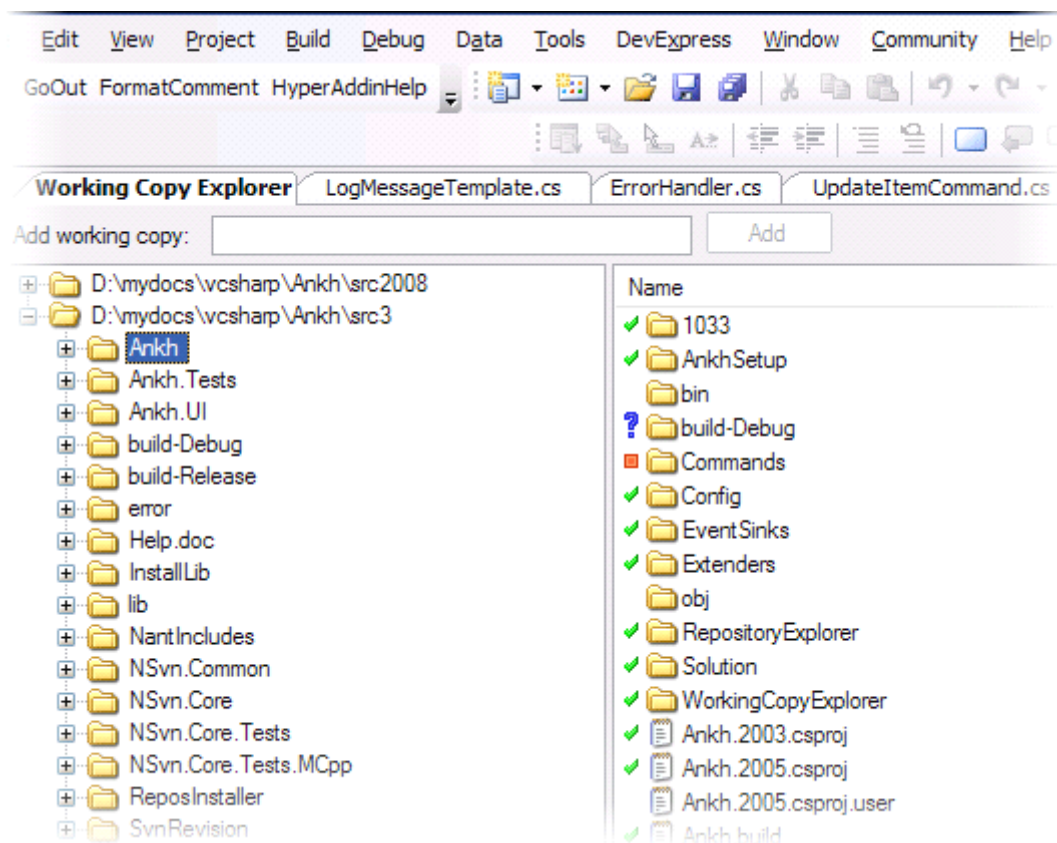 Edit View Project Build Debug Data Tools DevExpress Window Community Help
GoOut FormatComment HyperAddinHelp
Working Copy Explorer LogMessageTemplate.cs ErrorHandler.cs UpdateItemCommand.cs
Add working copy: Add
D:\mydocs\vcsharp\Ankh\src2008
D:\mydocs\vcsharp\Ankh\src3
Ankh
Ankh.Tests
Ankh.UI
build-Debug
build-Release
error
Help.doc
InstallLib
lib
NantIncludes
NSvn.Common
NSvn.Core
NSvn.Core.Tests
NSvn.Core.Tests.MCpp
ReposInstaller
SvnRevision
Name
1033
AnkhSetup
bin
build-Debug
Commands
Config
EventSinks
Extenders
obj
RepositoryExplorer
Solution
WorkingCopyExplorer
Ankh.2003.csproj
Ankh.2005.csproj
Ankh.2005.csproj.user
Ankh.build